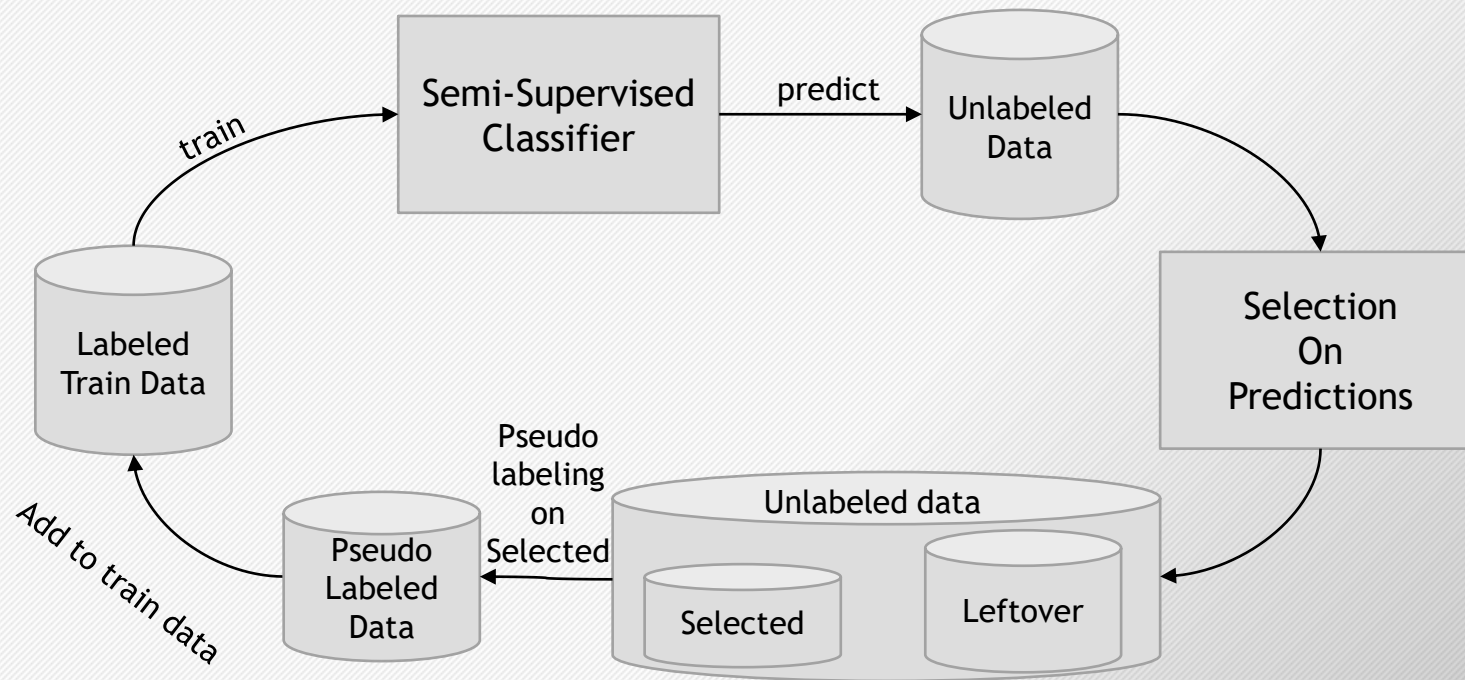 Semi-Supervised
Classifier
predict
Unlabeled
Data
train
Labeled
Train Data
Selection
On
Predictions
Pseudo
labeling
on
Selected
Unlabeled data
Selected
Leftover
Pseudo
Labeled
Data
Add to train data